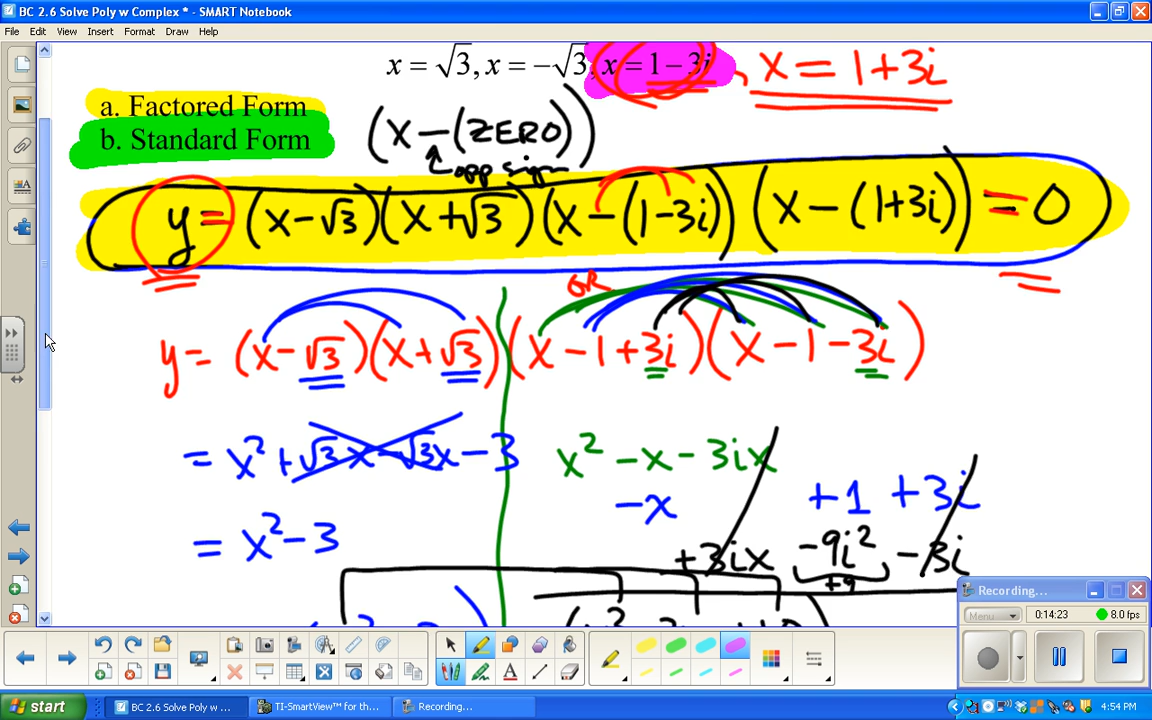 BC 2.6 Solve Poly w Complex * - SMART Notebook
File Edit View Insert Format Draw Help
x = √3, x = −√3, x = 1 − 3i, x = 1+3i
a. Factored Form
b. Standard Form
(x − (ZERO))
opp sign
y = (x−√3)(x+√3)(x−(1−3i))(x−(1+3i)) = 0
OR
y = (x−√3)(x+√3)(x−1+3i)(x−1−3i)
= x² + √3x − √3x − 3
x² − x − 3ix
−x +1 +3i
= x² − 3
+3ix −9i² −3i
+9
Recording...
Menu
0:14:23
8.0 fps
start
BC 2.6 Solve Poly w ...
TI-SmartView™ for th...
Recording...
4:54 PM